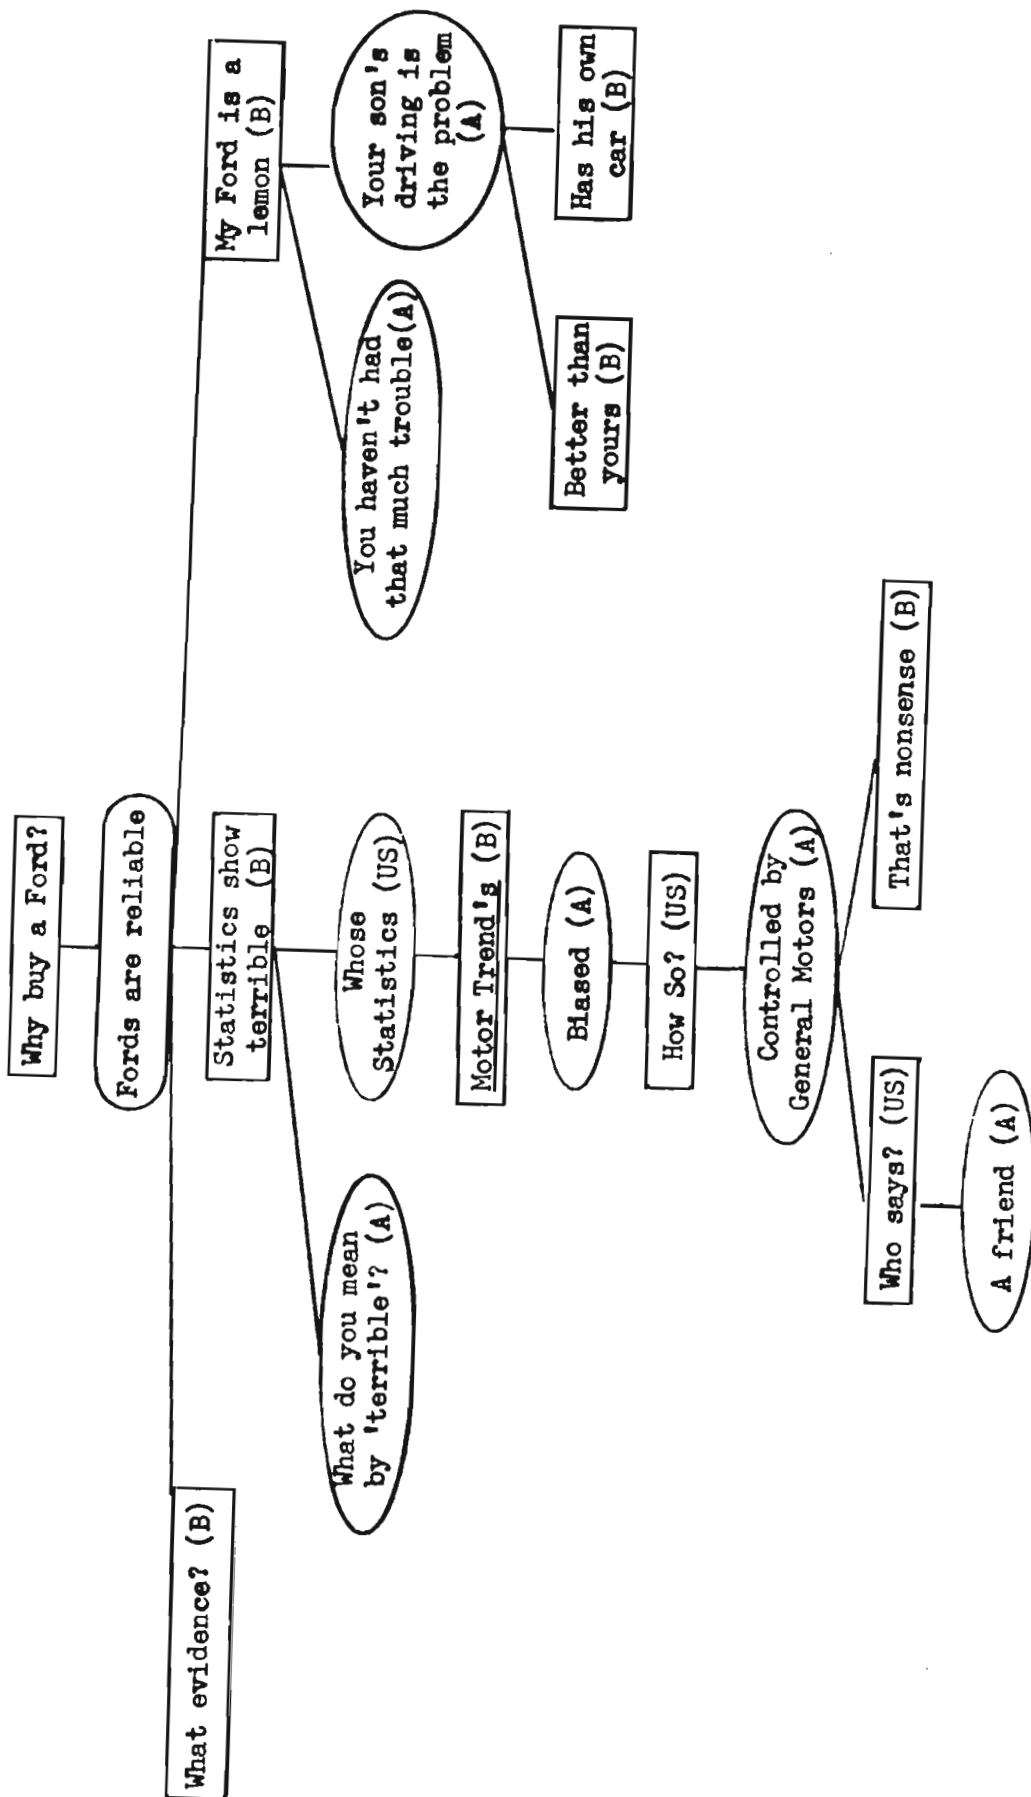 Why buy a Ford?
Fords are reliable
What evidence? (B)
Statistics show
terrible (B)
My Ford is a
lemon (B)
What do you mean
by 'terrible'? (A)
Whose
Statistics (US)
You haven't had
that much trouble(A)
Your son's
driving is
the problem
(A)
Motor Trend's (B)
Better than
yours (B)
Has his own
car (B)
Biased (A)
How So? (US)
Controlled by
General Motors (A)
Who says? (US)
That's nonsense (B)
A friend (A)